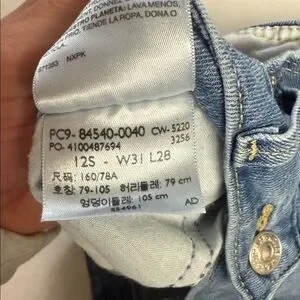 NUESTRO PLANETA: LAVA MENOS,
TIENDE LA ROPA, DONA O
871353 NXPK
PC9- 84540-0040 CW-5220
PO- 4100487694 3256
12S - W31 L28
尺码: 160/78A
호칭: 79-105 허리둘레: 79 cm
엉덩이둘레: 105 cm
554961 AD